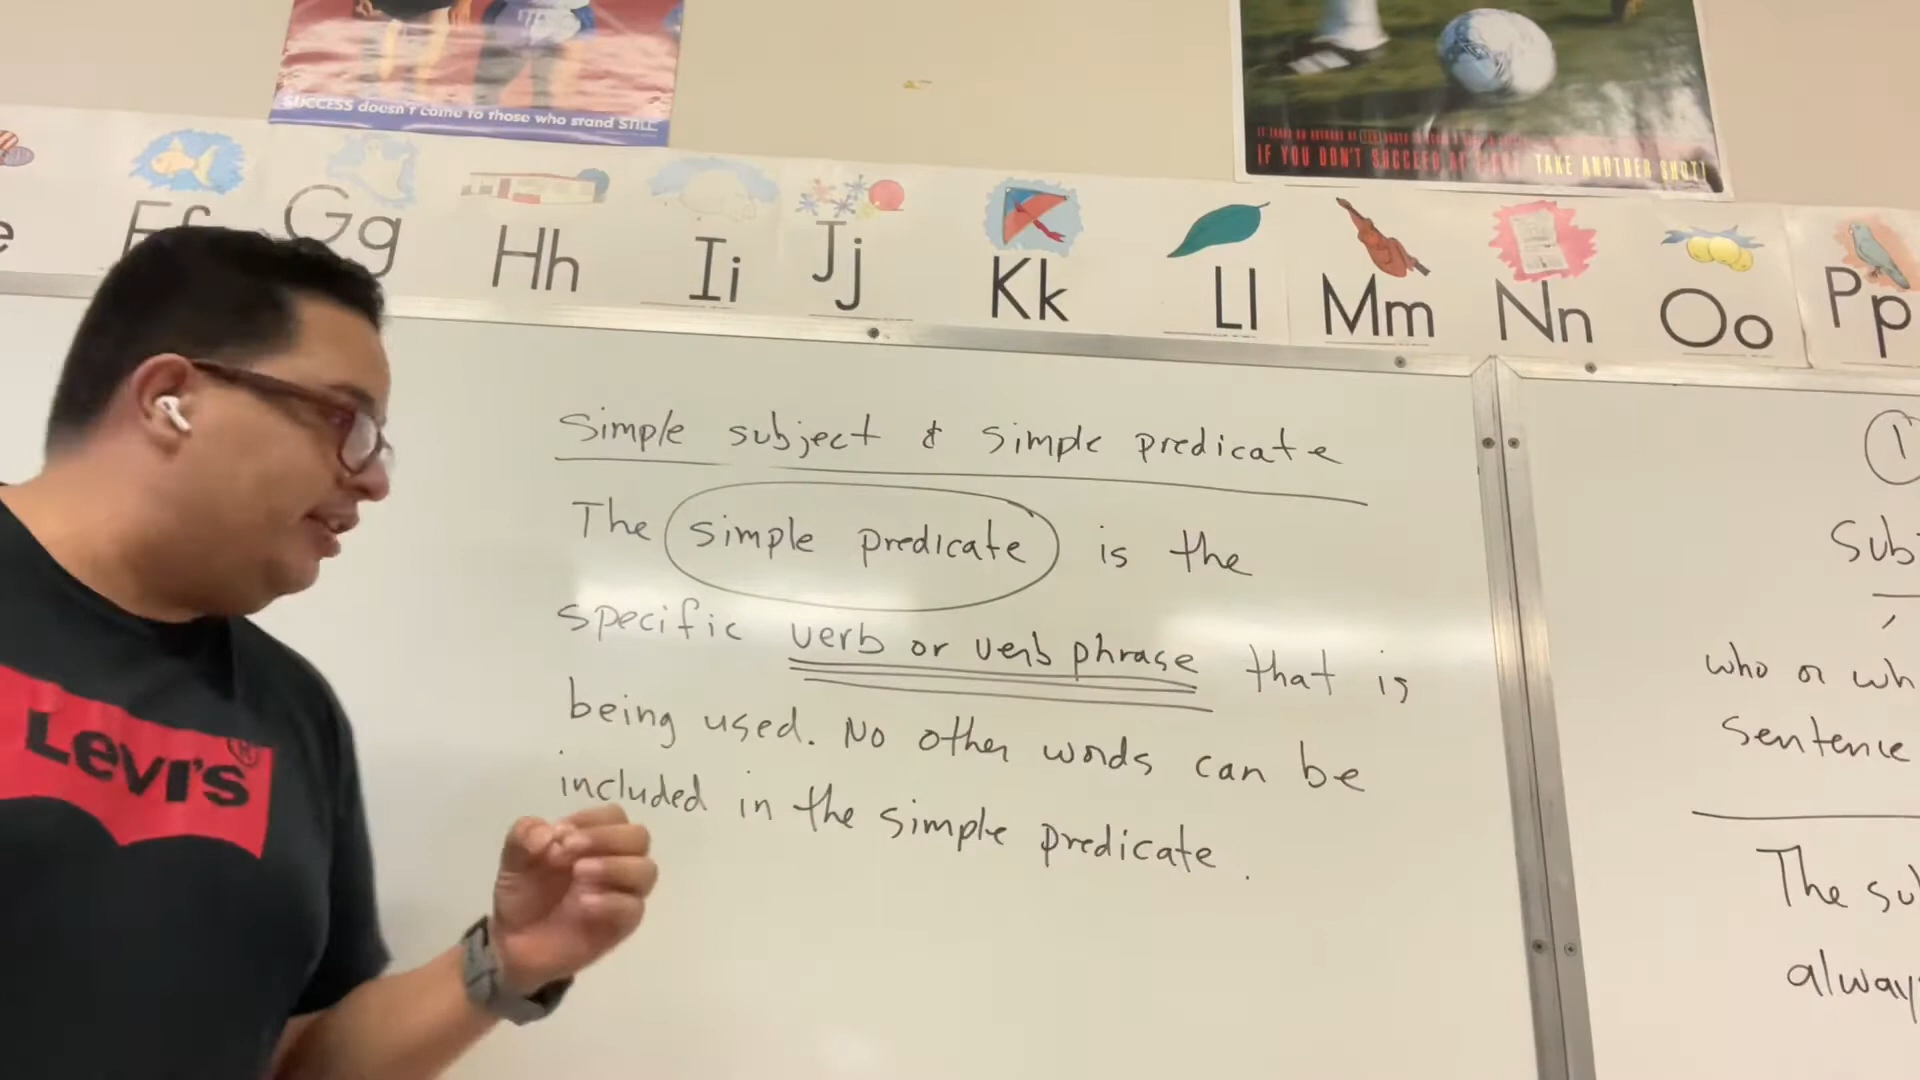 SUCCESS doesn't come to those who stand STILL
IF YOU DON'T SUCCEED AT FIRST TAKE ANOTHER SHOT!
e Ff Gg Hh Ii Jj Kk Ll Mm Nn Oo Pp
Simple subject & simple predicate
The simple predicate is the
specific verb or verb phrase that is
being used. No other words can be
included in the simple predicate.
LEVI'S
1
Sub
who or wh
sentence
The su
alway